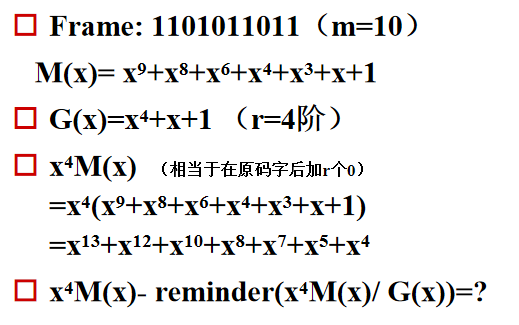 Frame: 1101011011（m=10）
M(x)= x⁹+x⁸+x⁶+x⁴+x³+x+1
G(x)=x⁴+x+1 （r=4阶）
x⁴M(x) （相当于在原码字后加r个0）
=x⁴(x⁹+x⁸+x⁶+x⁴+x³+x+1)
=x¹³+x¹²+x¹⁰+x⁸+x⁷+x⁵+x⁴
x⁴M(x)- reminder(x⁴M(x)/ G(x))=?